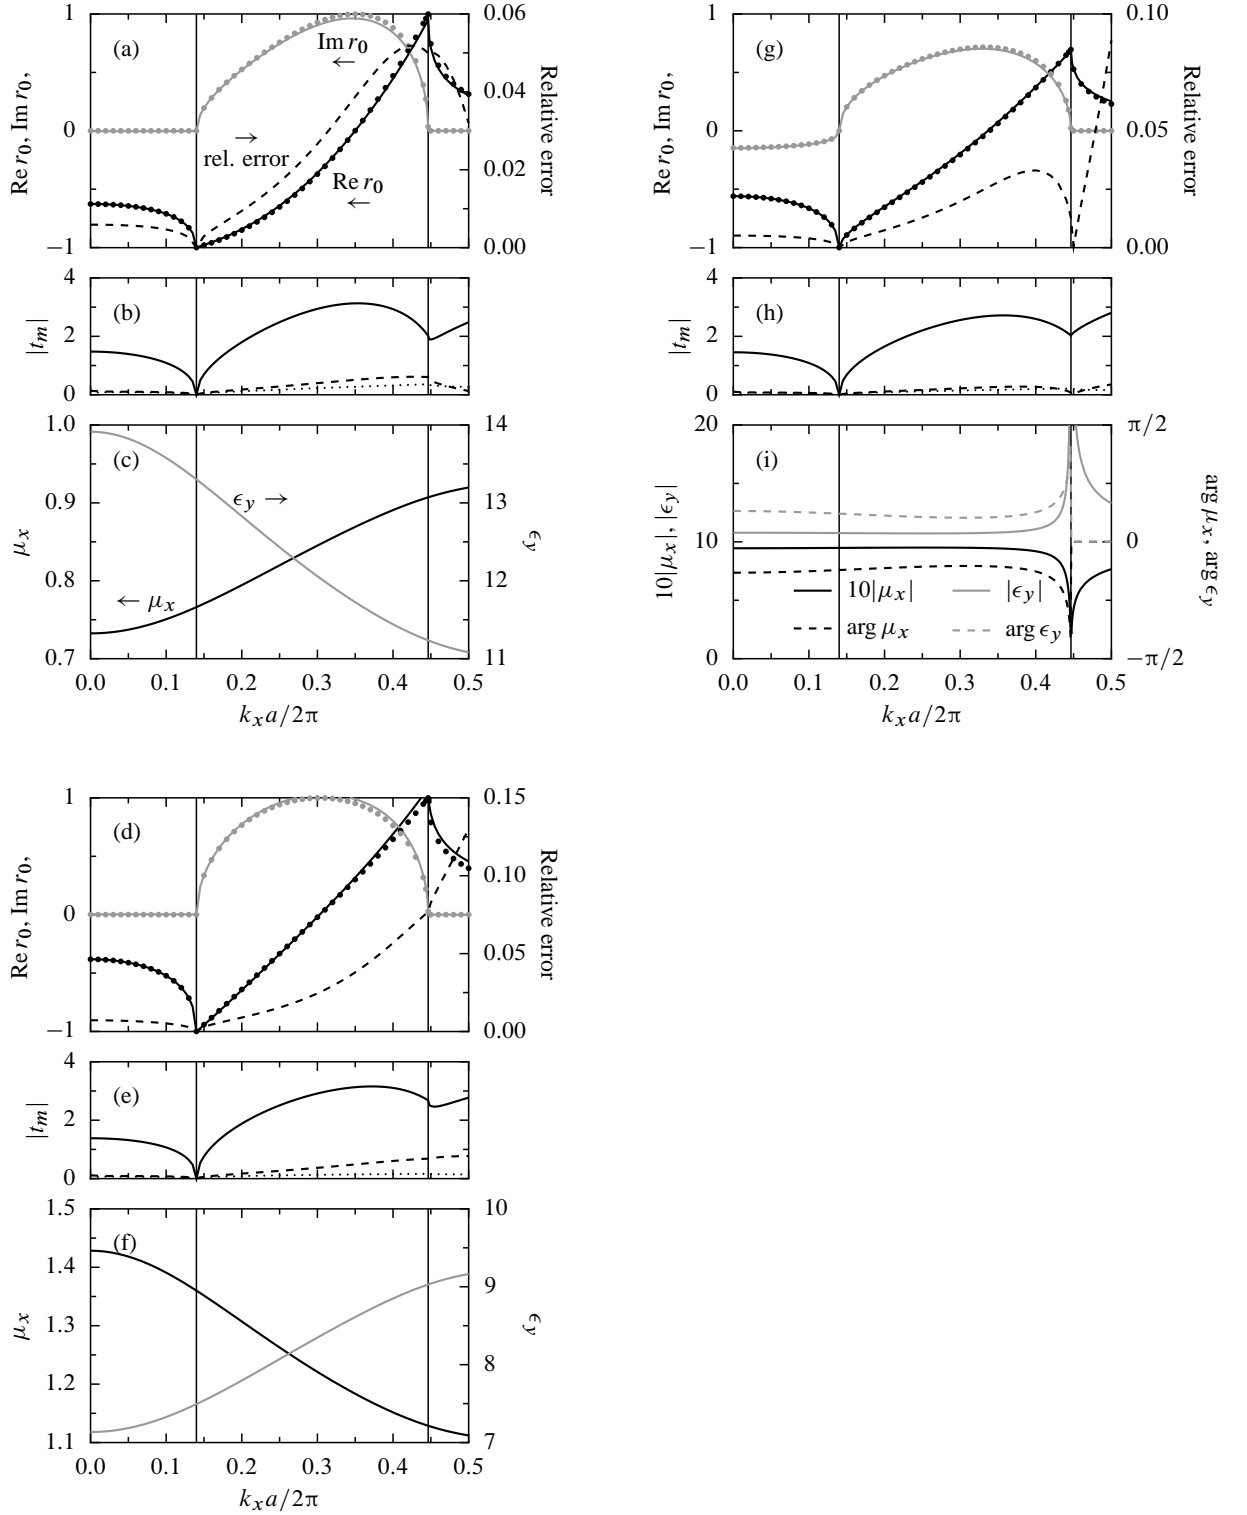 (a)
Re r₀, Im r₀,
1
0
−1
Im r₀
←
→
rel. error
Re r₀
←
0.06
0.04
0.02
0.00
Relative error
(b)
|tₘ|
4
2
0
(c)
μₓ
1.0
0.9
0.8
0.7
ϵ_y →
← μₓ
14
13
12
11
ϵ_y
0.0 0.1 0.2 0.3 0.4 0.5
kₓa/2π
(d)
Re r₀, Im r₀,
1
0
−1
0.15
0.10
0.05
0.00
Relative error
(e)
|tₘ|
4
2
0
(f)
μₓ
1.5
1.4
1.3
1.2
1.1
10
9
8
7
ϵ_y
0.0 0.1 0.2 0.3 0.4 0.5
kₓa/2π
(g)
Re r₀, Im r₀,
1
0
−1
0.10
0.05
0.00
Relative error
(h)
|tₘ|
4
2
0
(i)
10|μₓ|, |ϵ_y|
20
10
0
10|μₓ|
|ϵ_y|
arg μₓ
arg ϵ_y
π/2
0
−π/2
arg μₓ, arg ϵ_y
0.0 0.1 0.2 0.3 0.4 0.5
kₓa/2π